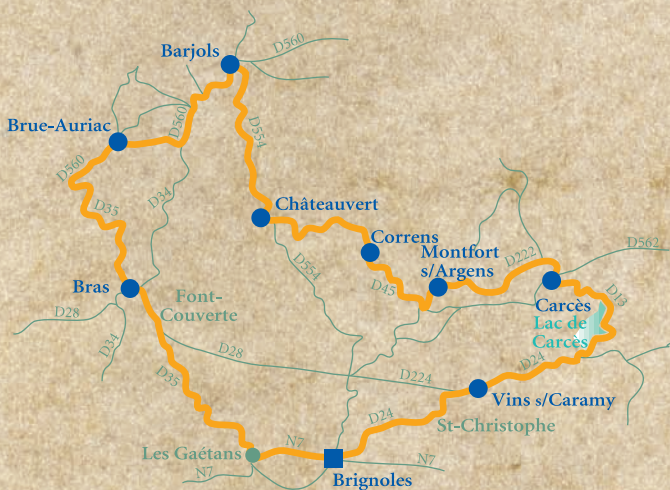 Barjols
D560
Brue-Auriac
D560
D554
D560
D35
D34
Châteauvert
Correns
Montfort
s/Argens
D222
D562
D554
D45
Bras
Font-
Couverte
D28
D34
Carcès
D13
Lac de
Carcès
D28
D224
D24
D35
Vins s/Caramy
D24
St-Christophe
Les Gaétans
N7
N7
N7
Brignoles